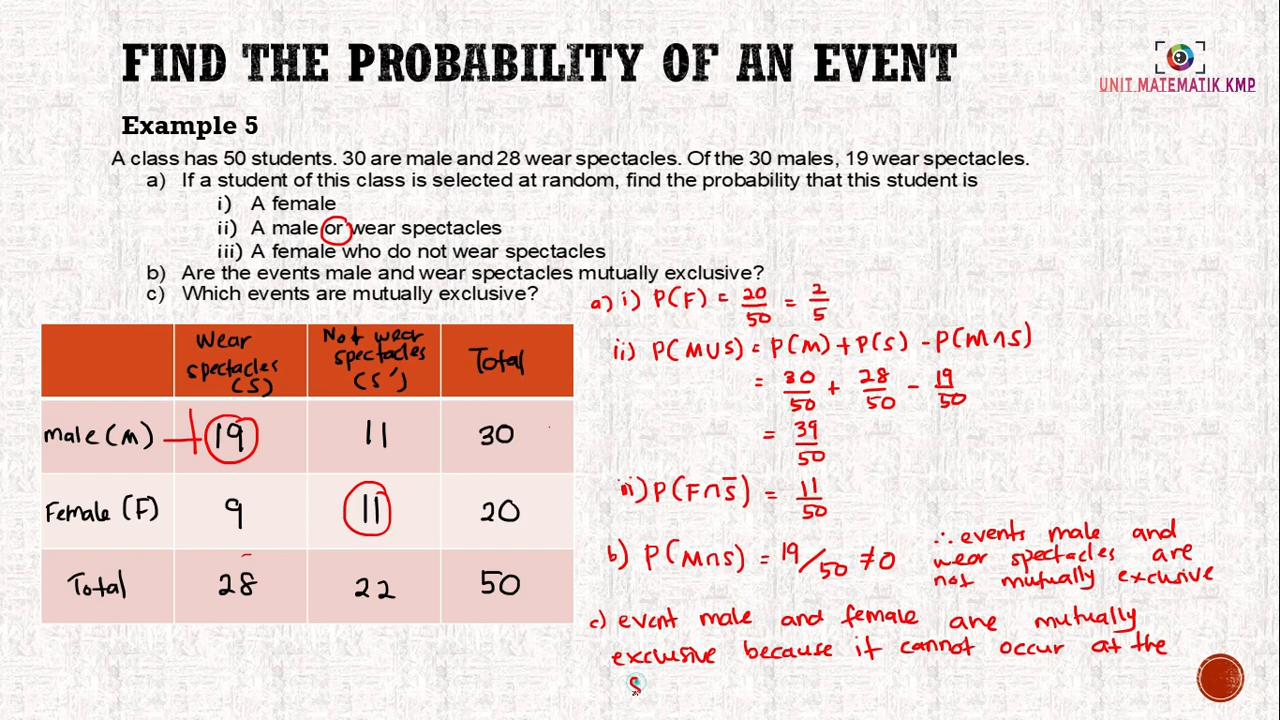 FIND THE PROBABILITY OF AN EVENT
UNIT MATEMATIK KMP
Example 5
A class has 50 students. 30 are male and 28 wear spectacles. Of the 30 males, 19 wear spectacles.
a) If a student of this class is selected at random, find the probability that this student is
i) A female
ii) A male or wear spectacles
iii) A female who do not wear spectacles
b) Are the events male and wear spectacles mutually exclusive?
c) Which events are mutually exclusive?
Wear spectacles (S) Not wear spectacles (S') Total
Male (M) 19 11 30
Female (F) 9 11 20
Total 28 22 50
a) i) P(F) = 20/50 = 2/5
ii) P(M∪S) = P(M) + P(S) - P(M∩S)
= 30/50 + 28/50 - 19/50
= 39/50
iii) P(F∩S̅) = 11/50
b) P(M∩S) = 19/50 ≠ 0
∴ events male and
wear spectacles are
not mutually exclusive
c) event male and female are mutually
exclusive because it cannot occur at the
s